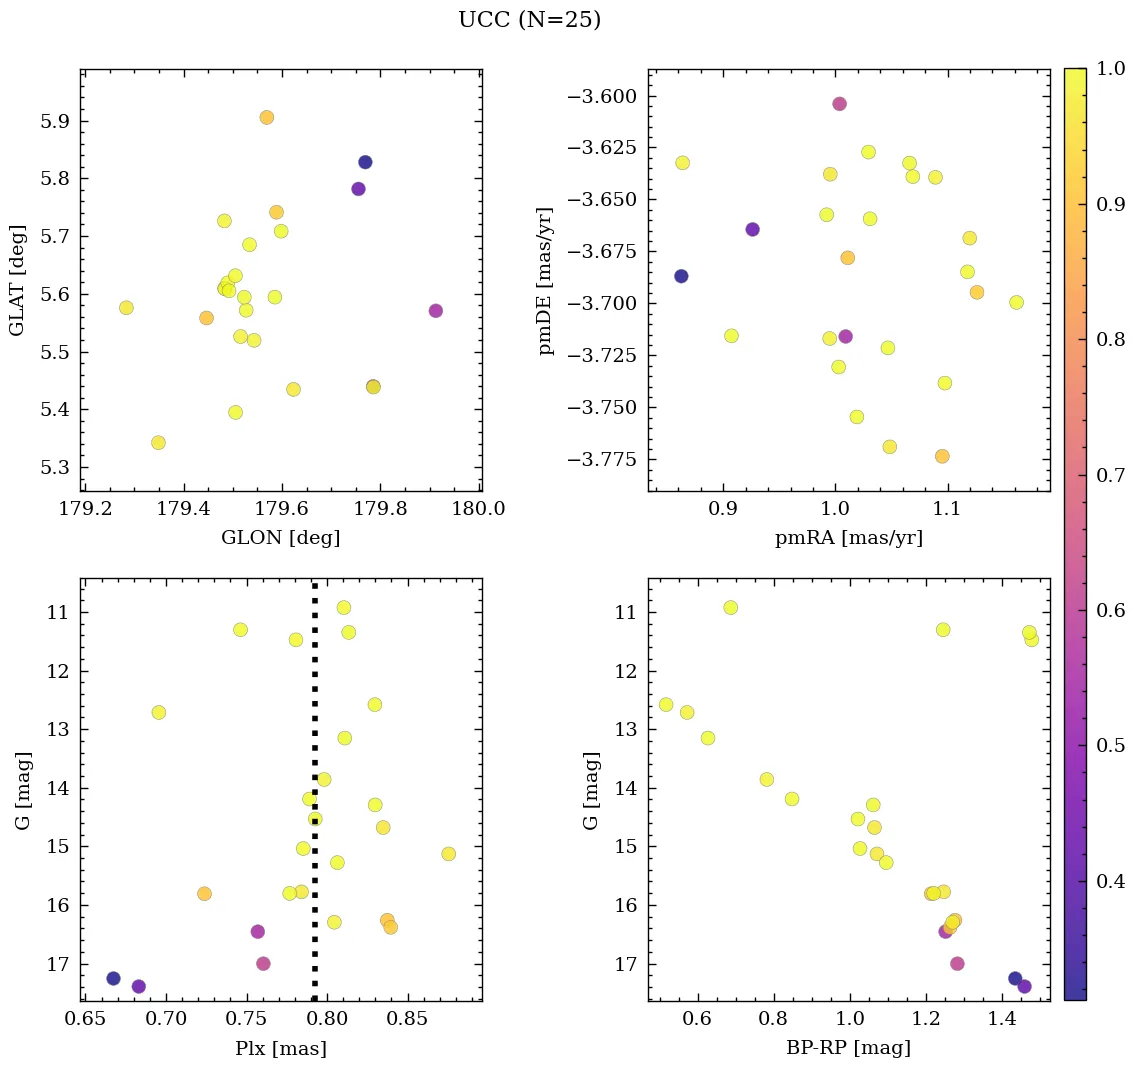 UCC (N=25)
5.9
5.8
5.7
5.6
5.5
5.4
5.3
GLAT [deg]
179.2 179.4 179.6 179.8 180.0
GLON [deg]
−3.600
−3.625
−3.650
−3.675
−3.700
−3.725
−3.750
−3.775
pmDE [mas/yr]
0.9 1.0 1.1
pmRA [mas/yr]
1.0
0.9
0.8
0.7
0.6
0.5
0.4
11
12
13
14
15
16
17
G [mag]
0.65 0.70 0.75 0.80 0.85
Plx [mas]
11
12
13
14
15
16
17
G [mag]
0.6 0.8 1.0 1.2 1.4
BP-RP [mag]